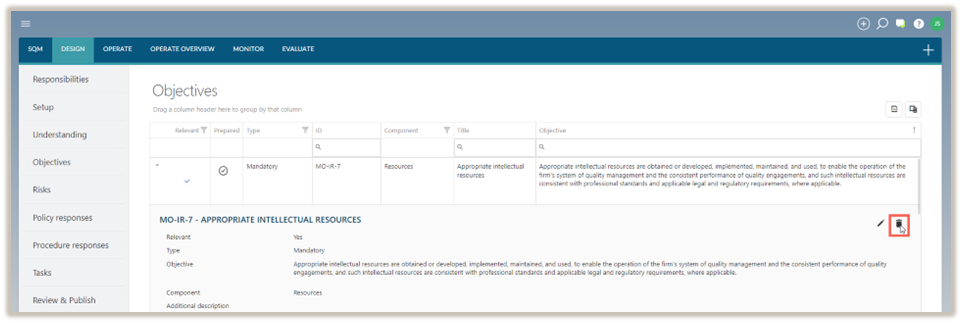 JS
SQM DESIGN OPERATE OPERATE OVERVIEW MONITOR EVALUATE
Responsibilities
Setup
Understanding
Objectives
Risks
Policy responses
Procedure responses
Tasks
Review & Publish
Objectives
Drag a column header here to group by that column
Relevant Prepared Type ID Component Title Objective
Mandatory MO-IR-7 Resources Appropriate intellectual Appropriate intellectual resources are obtained or developed, implemented, maintained, and used, to enable the operation of the
resources firm's system of quality management and the consistent performance of quality engagements, and such intellectual resources are
consistent with professional standards and applicable legal and regulatory requirements, where applicable.
MO-IR-7 - APPROPRIATE INTELLECTUAL RESOURCES
Relevant Yes
Type Mandatory
Objective Appropriate intellectual resources are obtained or developed, implemented, maintained, and used, to enable the operation of the firm's system of quality management and the consistent performance of quality
engagements, and such intellectual resources are consistent with professional standards and applicable legal and regulatory requirements, where applicable.
Component Resources
Additional description